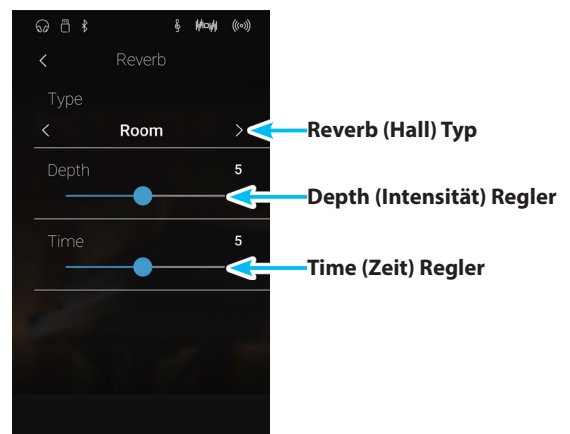 Reverb
Type
Room
Reverb (Hall) Typ
Depth 5
Depth (Intensität) Regler
Time 5
Time (Zeit) Regler